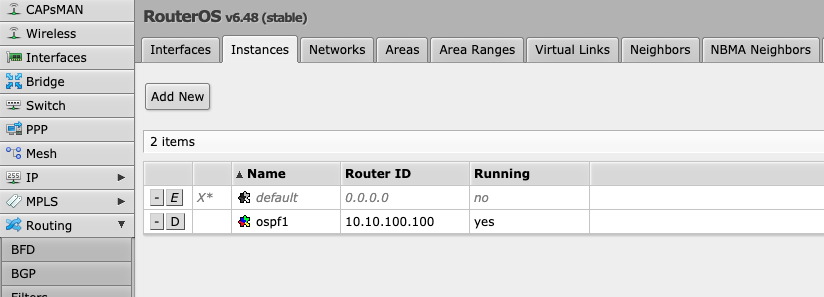 CAPsMAN
Wireless
Interfaces
Bridge
Switch
PPP
Mesh
IP
MPLS
Routing
BFD
BGP
Filters
RouterOS v6.48 (stable)
Interfaces Instances Networks Areas Area Ranges Virtual Links Neighbors NBMA Neighbors
Add New
2 items
Name Router ID Running
- E X* default 0.0.0.0 no
- D ospf1 10.10.100.100 yes